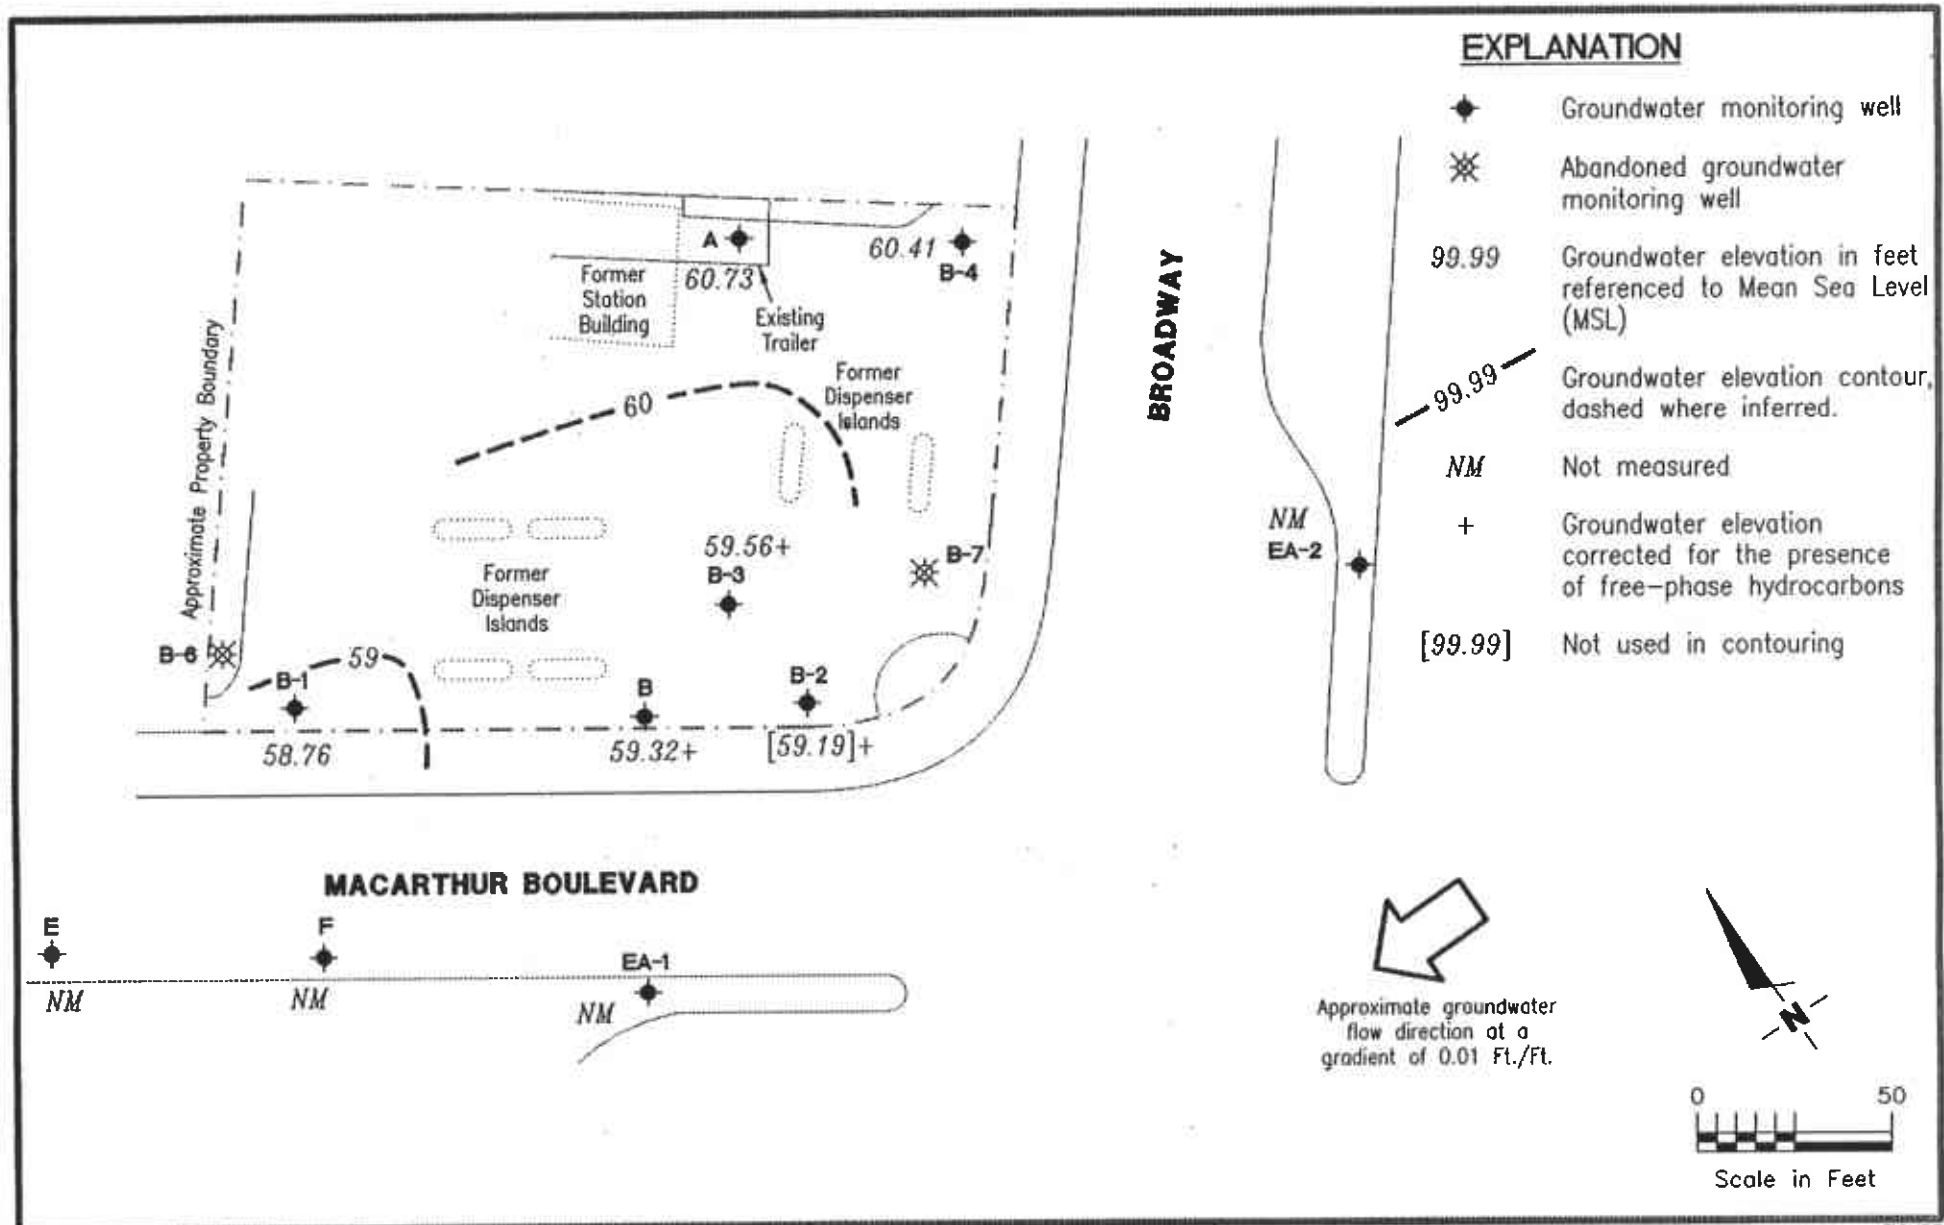 EXPLANATION
Groundwater monitoring well
Abandoned groundwater
monitoring well
99.99
Groundwater elevation in feet
referenced to Mean Sea Level
(MSL)
99.99
Groundwater elevation contour,
dashed where inferred.
NM
Not measured
+
Groundwater elevation
corrected for the presence
of free-phase hydrocarbons
[99.99]
Not used in contouring
A
60.73
60.41
B-4
Former
Station
Building
Existing
Trailer
Approximate Property Boundary
BROADWAY
60
Former
Dispenser
Islands
59.56+
B-3
B-7
Former
Dispenser
Islands
NM
EA-2
B-6
59
B-1
58.76
B
59.32+
B-2
[59.19]+
MACARTHUR BOULEVARD
E
NM
F
NM
EA-1
NM
Approximate groundwater
flow direction at a
gradient of 0.01 Ft./Ft.
N
0 50
Scale in Feet